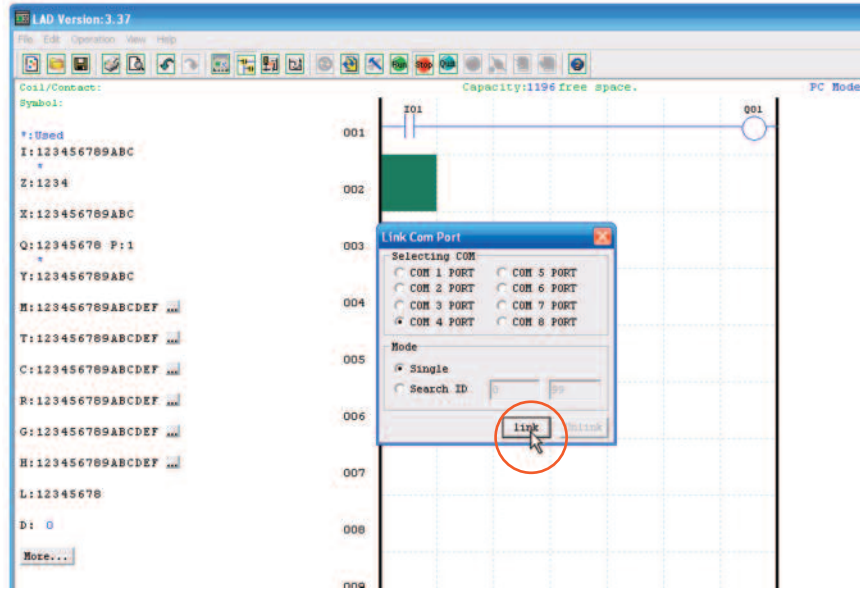 LAD Version:3.37
File Edit Operation View Help
Run Stop Quit
Coil/Contact:
Capacity:1196 free space.
PC Mode
Symbol:
*:Used
I:123456789ABC
*
Z:1234
X:123456789ABC
Q:12345678 P:1
*
Y:123456789ABC
M:123456789ABCDEF ...
T:123456789ABCDEF ...
C:123456789ABCDEF ...
R:123456789ABCDEF ...
G:123456789ABCDEF ...
H:123456789ABCDEF ...
L:12345678
D: 0
More...
I01
Q01
001
002
003
004
005
006
007
008
009
Link Com Port
Selecting COM
COM 1 PORT COM 5 PORT
COM 2 PORT COM 6 PORT
COM 3 PORT COM 7 PORT
COM 4 PORT COM 8 PORT
Mode
Single
Search ID 0 99
link Unlink